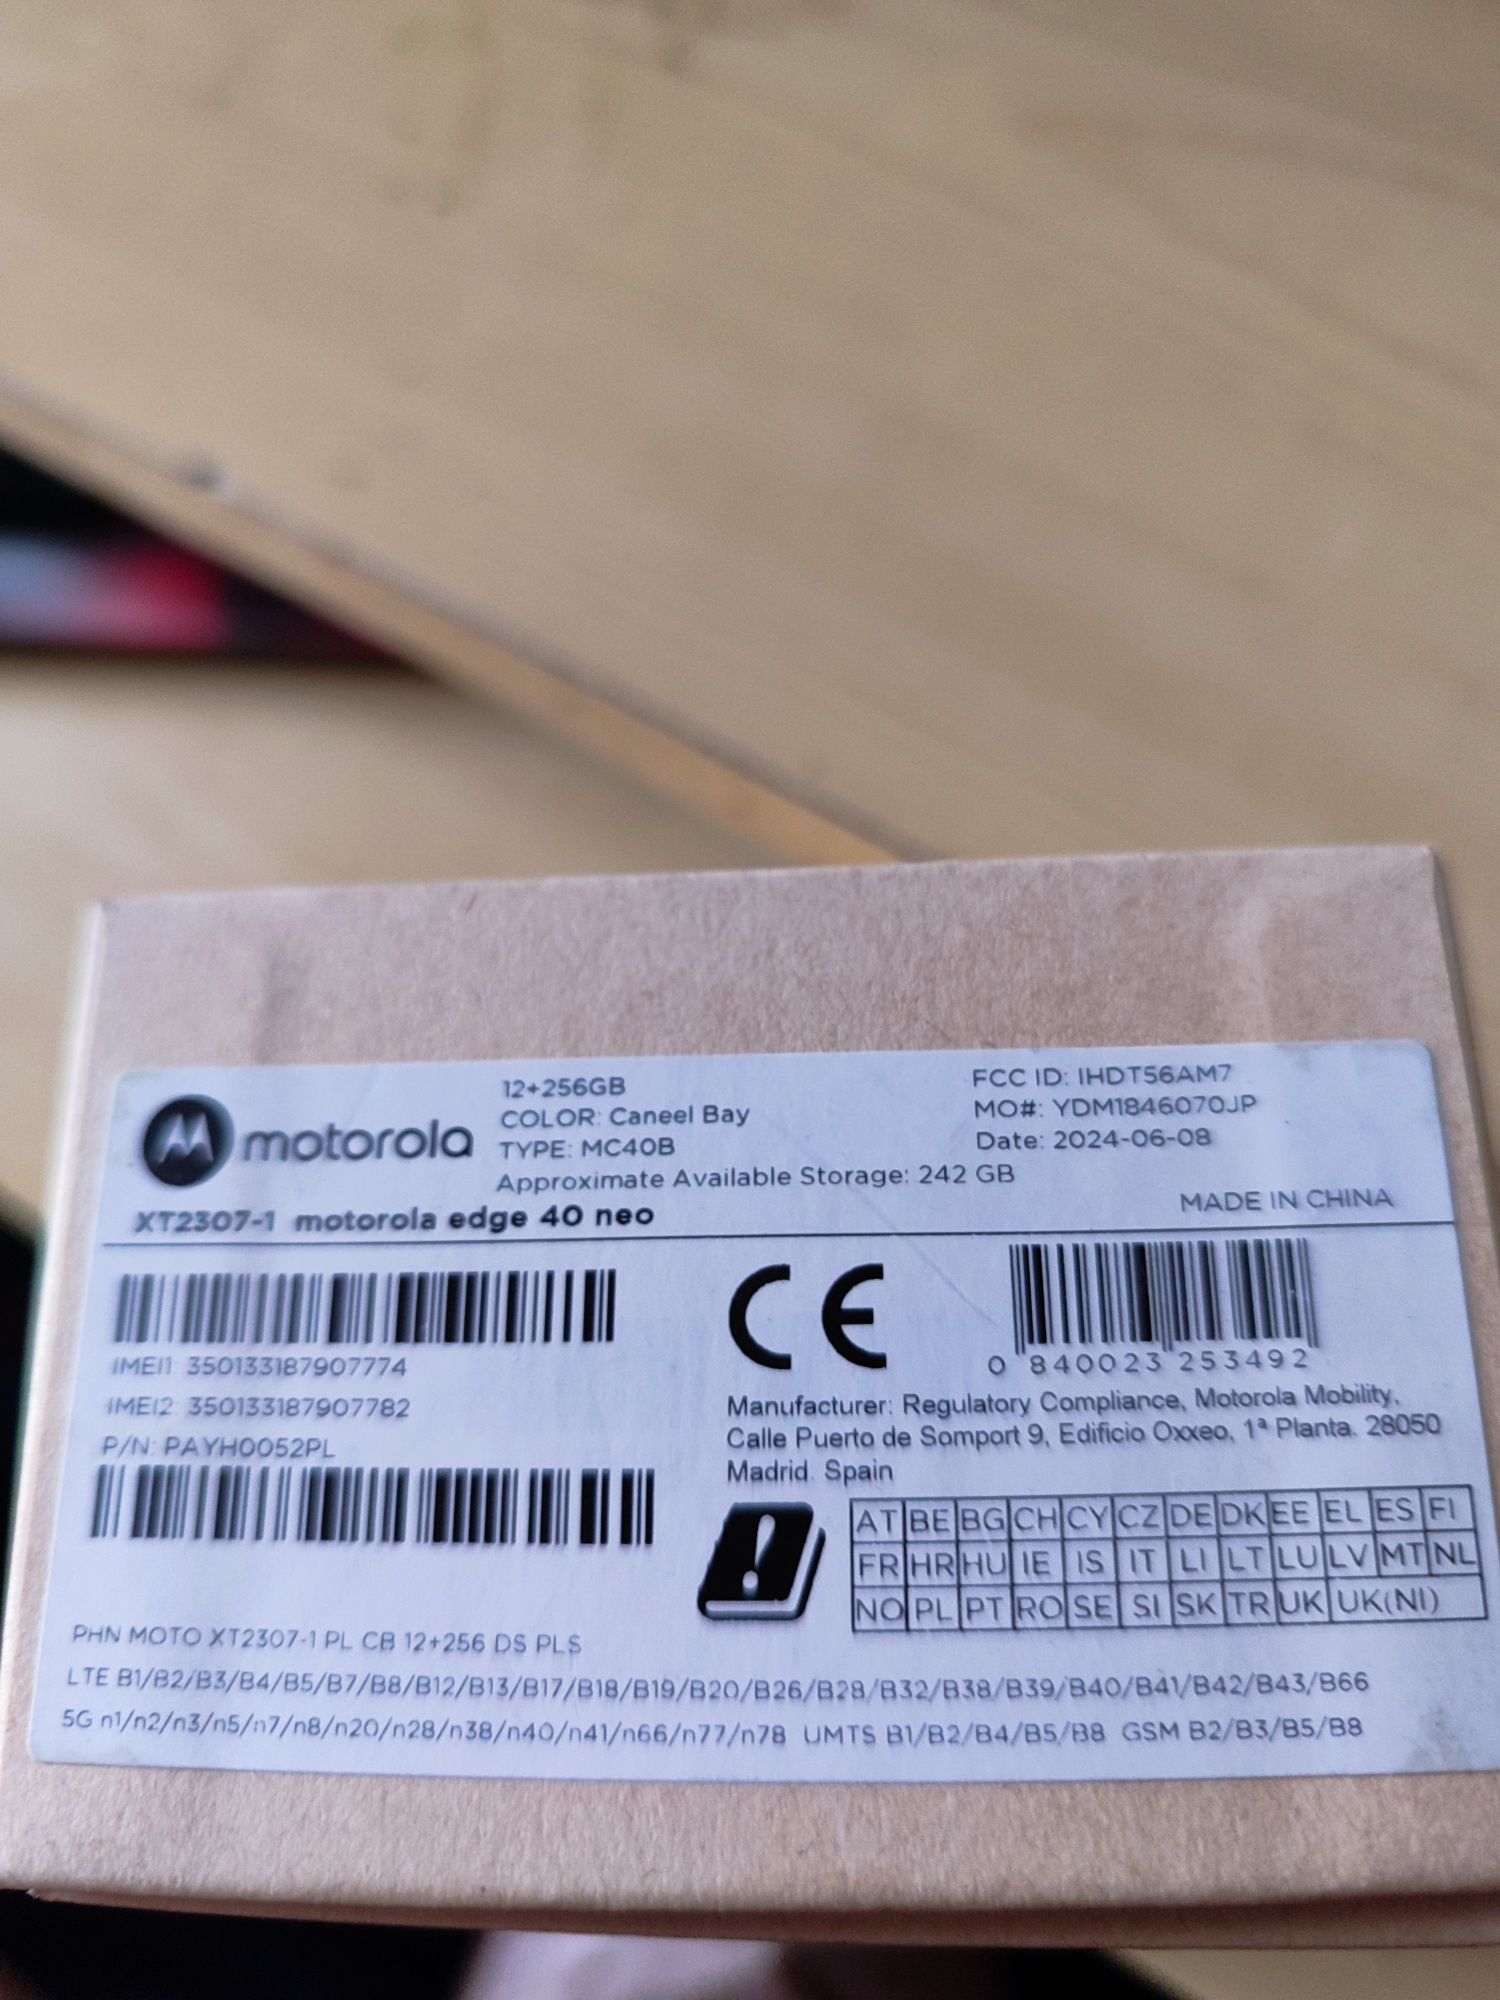 motorola
12+256GB
COLOR: Caneel Bay
TYPE: MC40B
Approximate Available Storage: 242 GB
FCC ID: IHDT56AM7
MO#: YDM1846070JP
Date: 2024-06-08
MADE IN CHINA
XT2307-1 motorola edge 40 neo
IMEI1: 350133187907774
IMEI2: 350133187907782
P/N: PAYH0052PL
CE
0 840023 253492
Manufacturer: Regulatory Compliance, Motorola Mobility,
Calle Puerto de Somport 9, Edificio Oxxeo, 1ª Planta. 28050
Madrid. Spain
AT BE BG CH CY CZ DE DK EE EL ES FI
FR HR HU IE IS IT LI LT LU LV MT NL
NO PL PT RO SE SI SK TR UK UK(NI)
PHN MOTO XT2307-1 PL CB 12+256 DS PLS
LTE B1/B2/B3/B4/B5/B7/B8/B12/B13/B17/B18/B19/B20/B26/B28/B32/B38/B39/B40/B41/B42/B43/B66
5G n1/n2/n3/n5/n7/n8/n20/n28/n38/n40/n41/n66/n77/n78 UMTS B1/B2/B4/B5/B8 GSM B2/B3/B5/B8